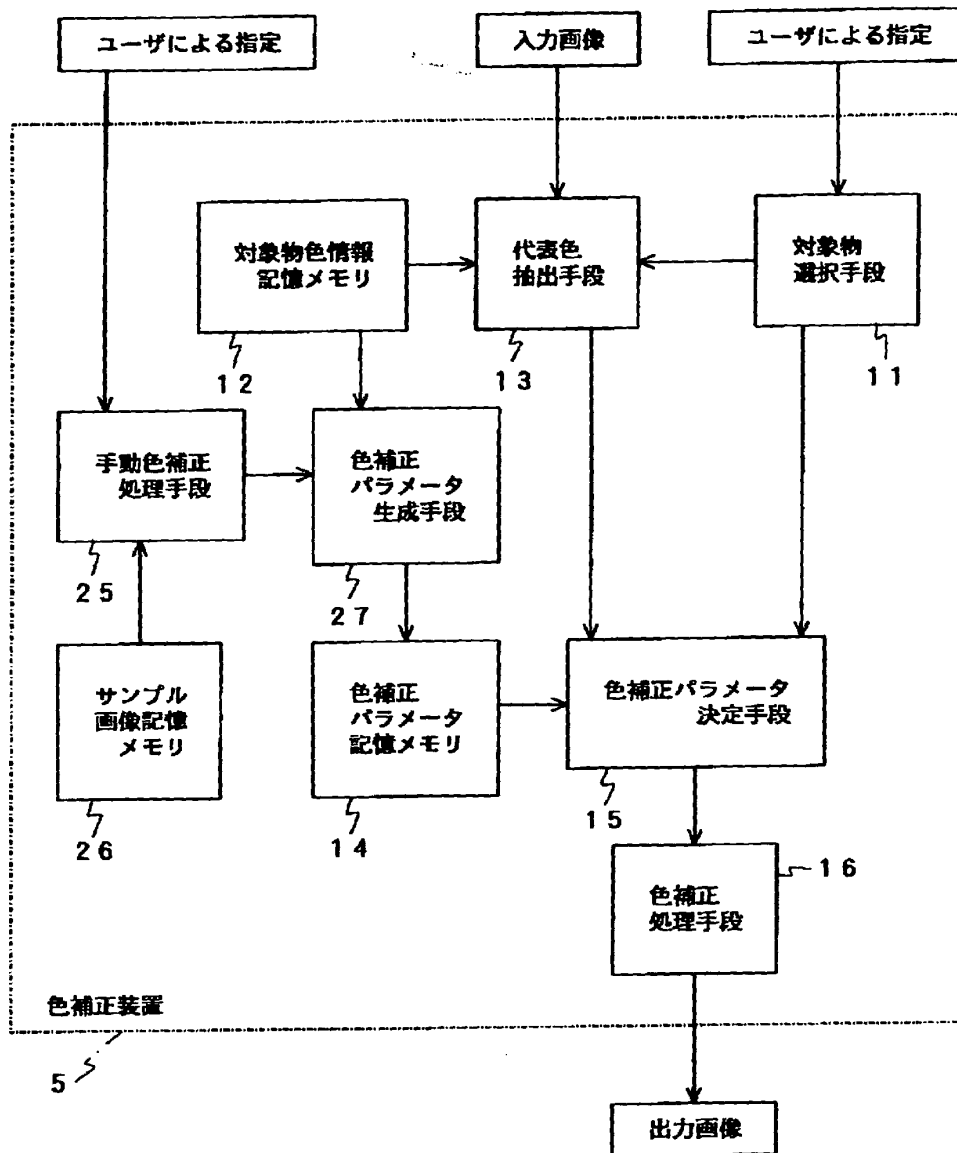 ユーザによる指定
入力画像
ユーザによる指定
対象物色情報
記憶メモリ
代表色
抽出手段
対象物
選択手段
12
13
11
手動色補正
処理手段
色補正
パラメータ
生成手段
25
27
サンプル
画像記憶
メモリ
色補正
パラメータ
記憶メモリ
色補正パラメータ
決定手段
26
14
15
色補正
処理手段
16
色補正装置
5
出力画像